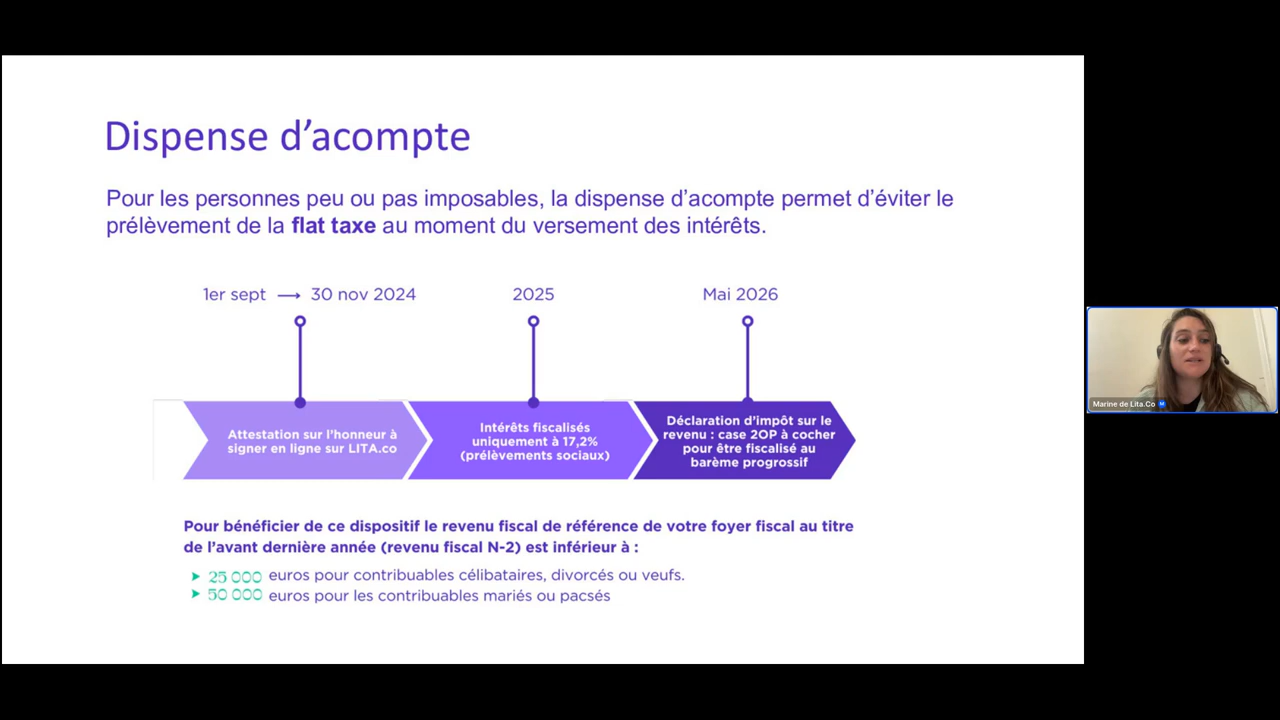 Dispense d’acompte
Pour les personnes peu ou pas imposables, la dispense d’acompte permet d’éviter le
prélèvement de la flat taxe au moment du versement des intérêts.
1er sept → 30 nov 2024
2025
Mai 2026
Attestation sur l’honneur à
signer en ligne sur LITA.co
Intérêts fiscalisés
uniquement à 17,2%
(prélèvements sociaux)
Déclaration d’impôt sur le
revenu : case 2OP à cocher
pour être fiscalisé au
barème progressif
Pour bénéficier de ce dispositif le revenu fiscal de référence de votre foyer fiscal au titre
de l’avant dernière année (revenu fiscal N-2) est inférieur à :
➤ 25 000 euros pour contribuables célibataires, divorcés ou veufs.
➤ 50 000 euros pour les contribuables mariés ou pacsés
Marine de Lita.Co